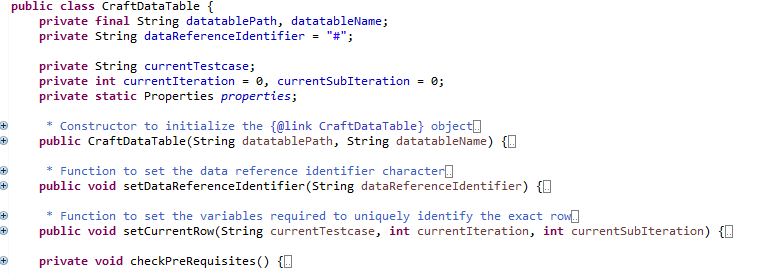 public class CraftDataTable {
private final String datatablePath, datatableName;
private String dataReferenceIdentifier = "#";
private String currentTestcase;
private int currentIteration = 0, currentSubIteration = 0;
private static Properties properties;
* Constructor to initialize the {@link CraftDataTable} object
public CraftDataTable(String datatablePath, String datatableName) {
* Function to set the data reference identifier character
public void setDataReferenceIdentifier(String dataReferenceIdentifier) {
* Function to set the variables required to uniquely identify the exact row
public void setCurrentRow(String currentTestcase, int currentIteration, int currentSubIteration) {
private void checkPreRequisites() {